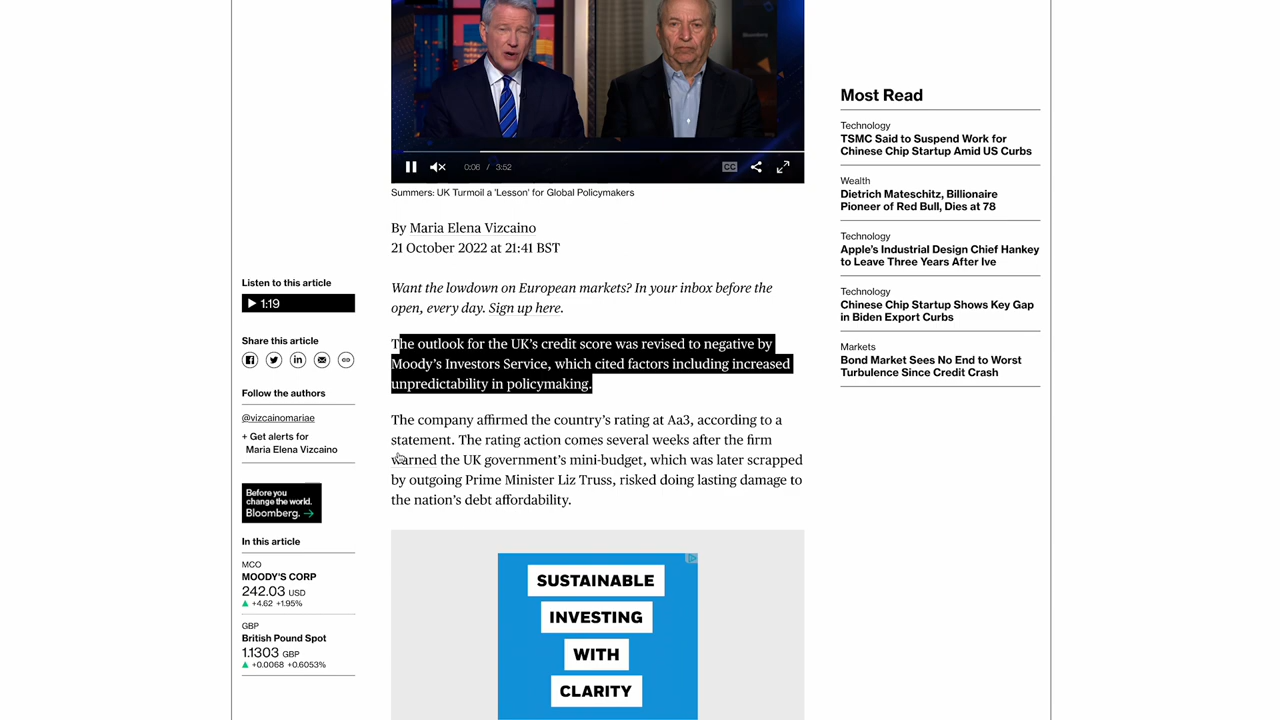 0:06 / 3:52
CC
Summers: UK Turmoil a 'Lesson' for Global Policymakers
By Maria Elena Vizcaino
21 October 2022 at 21:41 BST
Want the lowdown on European markets? In your inbox before the
open, every day. Sign up here.
The outlook for the UK’s credit score was revised to negative by
Moody’s Investors Service, which cited factors including increased
unpredictability in policymaking.
The company affirmed the country’s rating at Aa3, according to a
statement. The rating action comes several weeks after the firm
warned the UK government’s mini-budget, which was later scrapped
by outgoing Prime Minister Liz Truss, risked doing lasting damage to
the nation’s debt affordability.
SUSTAINABLE
INVESTING
WITH
CLARITY
Listen to this article
1:19
Share this article
Follow the authors
@vizcainomariae
+ Get alerts for
Maria Elena Vizcaino
Before you
change the world.
Bloomberg. →
In this article
MCO
MOODY'S CORP
242.03 USD
▲ +4.62 +1.95%
GBP
British Pound Spot
1.1303 GBP
▲ +0.0068 +0.6053%
Most Read
Technology
TSMC Said to Suspend Work for
Chinese Chip Startup Amid US Curbs
Wealth
Dietrich Mateschitz, Billionaire
Pioneer of Red Bull, Dies at 78
Technology
Apple’s Industrial Design Chief Hankey
to Leave Three Years After Ive
Technology
Chinese Chip Startup Shows Key Gap
in Biden Export Curbs
Markets
Bond Market Sees No End to Worst
Turbulence Since Credit Crash